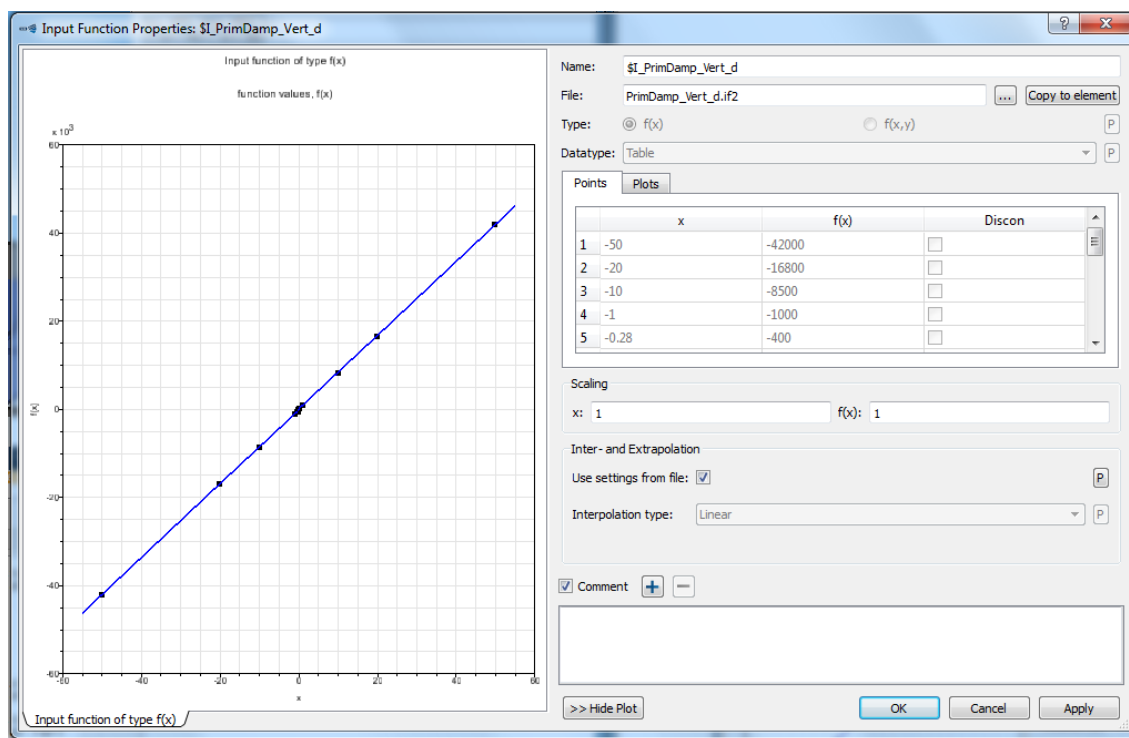 Input Function Properties: $I_PrimDamp_Vert_d
Input function of type f(x)
function values, f(x)
x 10³
60
40
20
0
-20
-40
-60
f(x)
-60 -40 -20 0 20 40 60
x
Input function of type f(x)
Name: $I_PrimDamp_Vert_d
File: PrimDamp_Vert_d.if2 ... Copy to element
Type: f(x) f(x,y) P
Datatype: Table P
Points Plots
x f(x) Discon
1 -50 -42000
2 -20 -16800
3 -10 -8500
4 -1 -1000
5 -0.28 -400
Scaling
x: 1 f(x): 1
Inter- and Extrapolation
Use settings from file: P
Interpolation type: Linear P
Comment
>> Hide Plot OK Cancel Apply